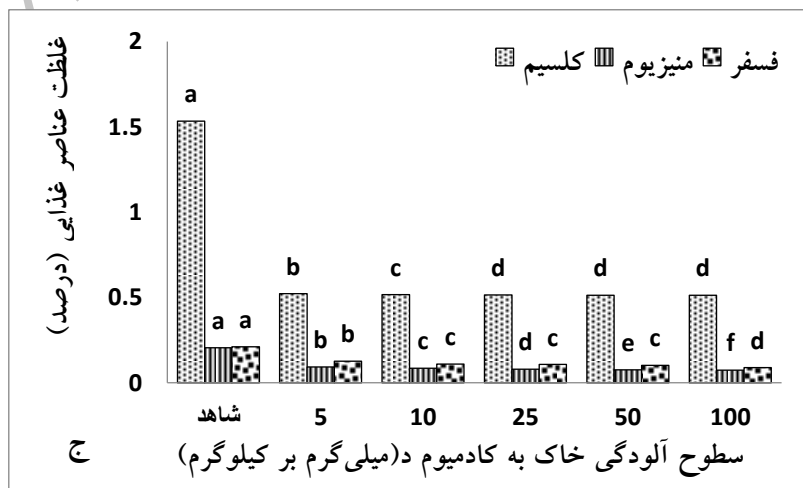 غلظت عناصر غذایی (درصد)
فسفر منیزیوم کلسیم
2
1.5
1
0.5
0
a a a
b b b
c c c
d d c
d e c
d f d
شاهد 5 10 25 50 100
سطوح آلودگی خاک به کادمیوم د(میلی‌گرم بر کیلوگرم)
ج